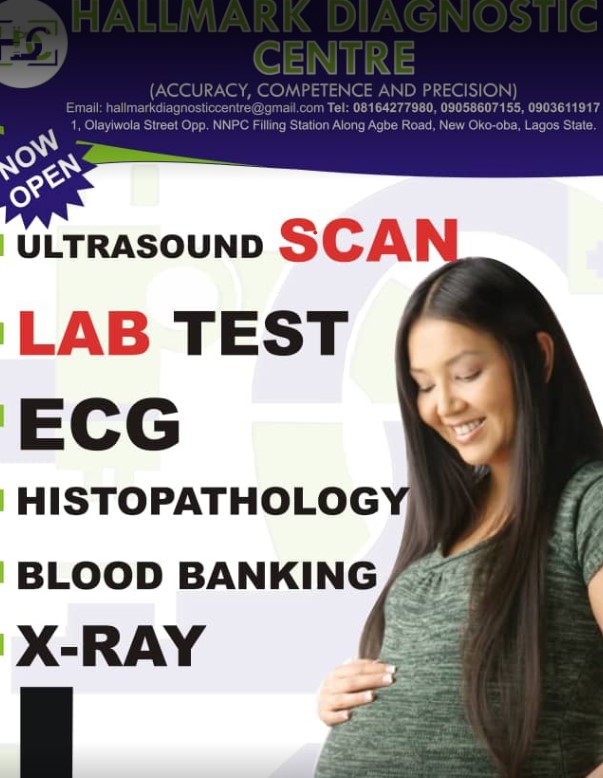 HDC
HALLMARK DIAGNOSTIC
CENTRE
(ACCURACY, COMPETENCE AND PRECISION)
Email: hallmarkdiagnosticcentre@gmail.com Tel: 08164277980, 09058607155, 0903611917
1, Olayiwola Street Opp. NNPC Filling Station Along Agbe Road, New Oko-oba, Lagos State.
NOW
OPEN
ULTRASOUND SCAN
LAB TEST
ECG
HISTOPATHOLOGY
BLOOD BANKING
X-RAY